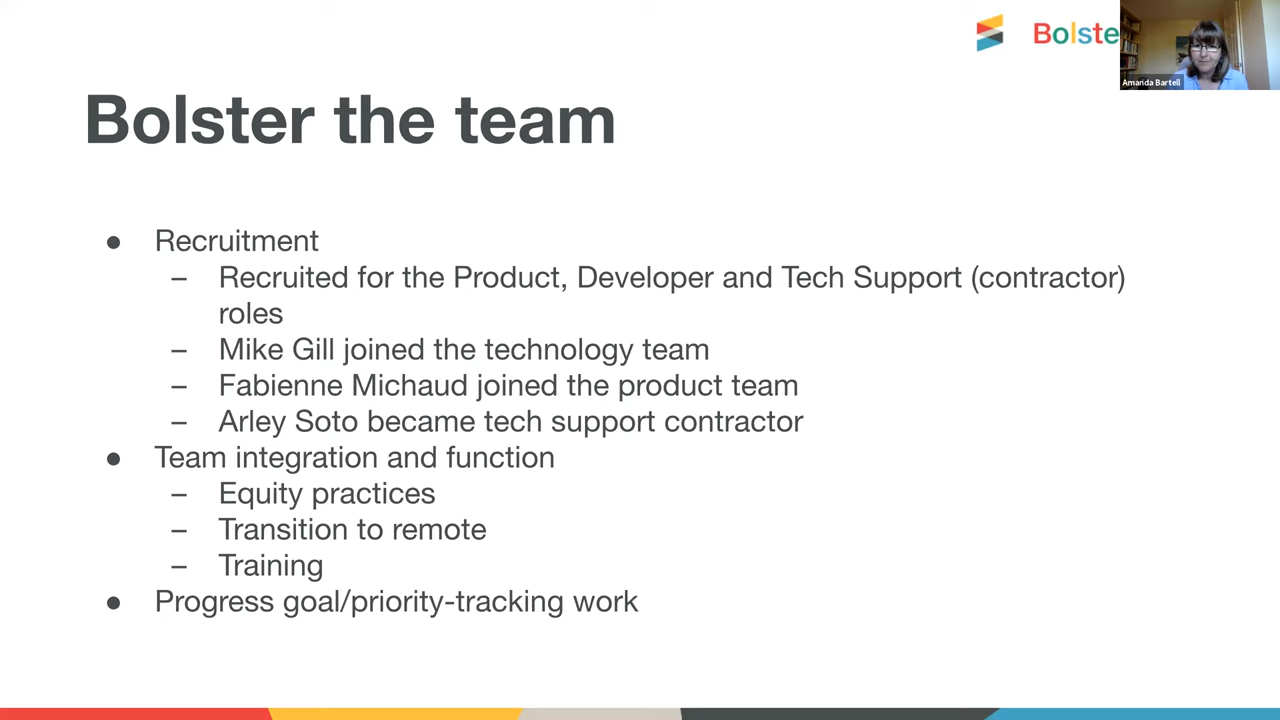 Bolste
Amanda Bartell
Bolster the team
● Recruitment
– Recruited for the Product, Developer and Tech Support (contractor)
roles
– Mike Gill joined the technology team
– Fabienne Michaud joined the product team
– Arley Soto became tech support contractor
● Team integration and function
– Equity practices
– Transition to remote
– Training
● Progress goal/priority-tracking work